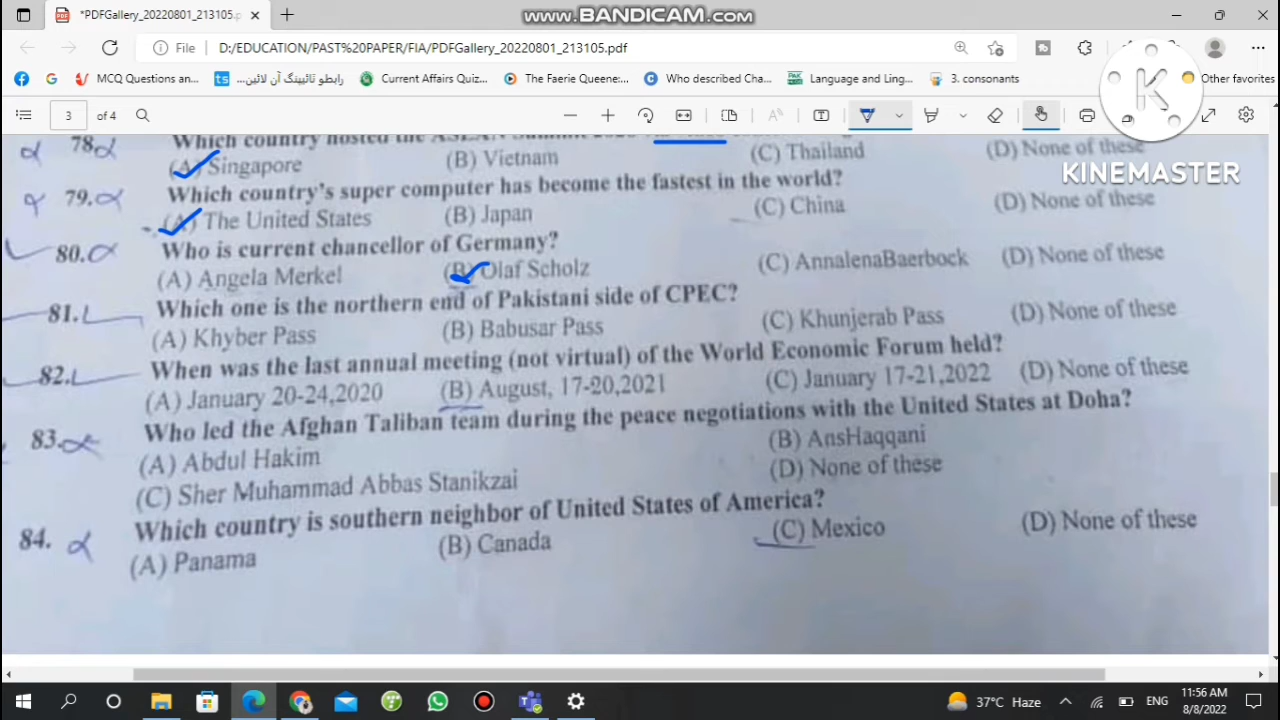 www.BANDICAM.com
*PDFGallery_20220801_213105.p
File D:/EDUCATION/PAST%20PAPER/FIA/PDFGallery_20220801_213105.pdf
MCQ Questions an... رابطو ٹائپینگ آن لائین... Current Affairs Quiz... The Faerie Queene:... Who described Cha... Language and Ling... 3. consonants Other favorites
3 of 4
KINEMASTER
78. Which country hosted the ASEAN Summit
(A) Singapore (B) Vietnam (C) Thailand (D) None of these
79. Which country's super computer has become the fastest in the world?
(A) The United States (B) Japan (C) China (D) None of these
80. Who is current chancellor of Germany?
(A) Angela Merkel (B) Olaf Scholz (C) AnnalenaBaerbock (D) None of these
81. Which one is the northern end of Pakistani side of CPEC?
(A) Khyber Pass (B) Babusar Pass (C) Khunjerab Pass (D) None of these
82. When was the last annual meeting (not virtual) of the World Economic Forum held?
(A) January 20-24,2020 (B) August, 17-20,2021 (C) January 17-21,2022 (D) None of these
83. Who led the Afghan Taliban team during the peace negotiations with the United States at Doha?
(A) Abdul Hakim (B) AnsHaqqani
(C) Sher Muhammad Abbas Stanikzai (D) None of these
84. Which country is southern neighbor of United States of America?
(A) Panama (B) Canada (C) Mexico (D) None of these
37°C Haze ENG 11:56 AM
8/8/2022